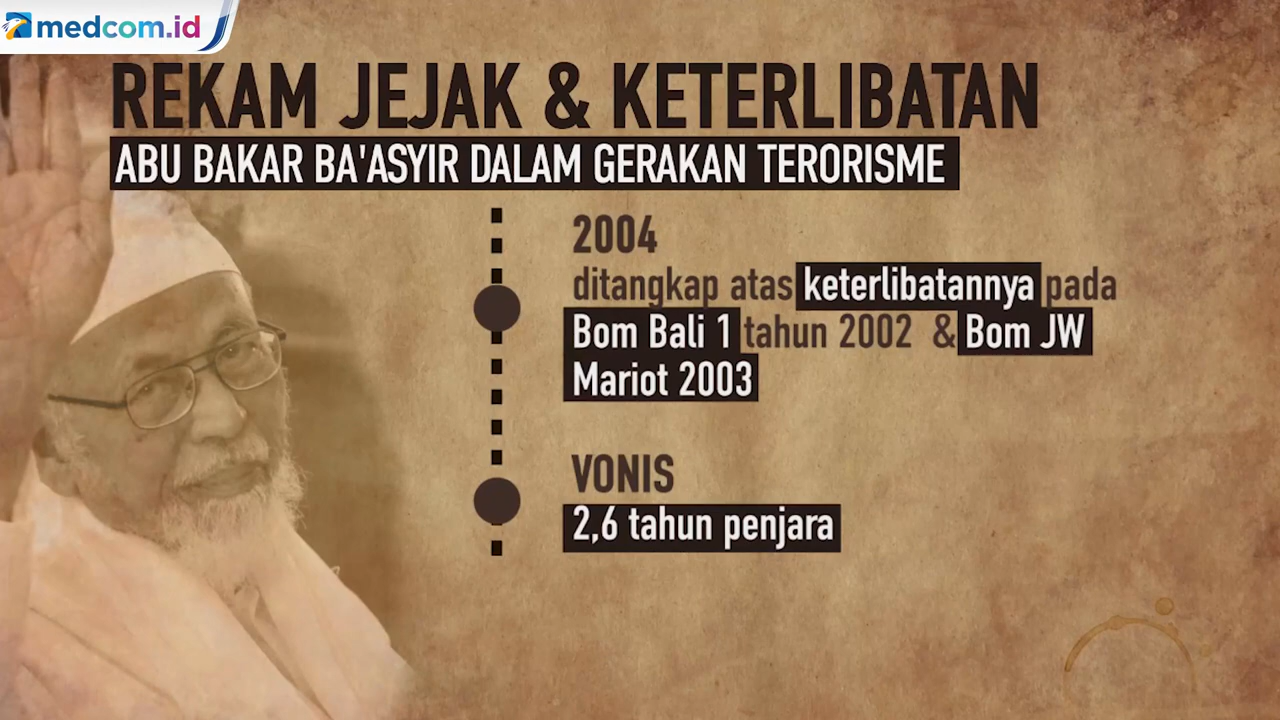 medcom.id
REKAM JEJAK & KETERLIBATAN
ABU BAKAR BA'ASYIR DALAM GERAKAN TERORISME
2004
ditangkap atas keterlibatannya pada
Bom Bali 1 tahun 2002 & Bom JW
Mariot 2003
VONIS
2,6 tahun penjara